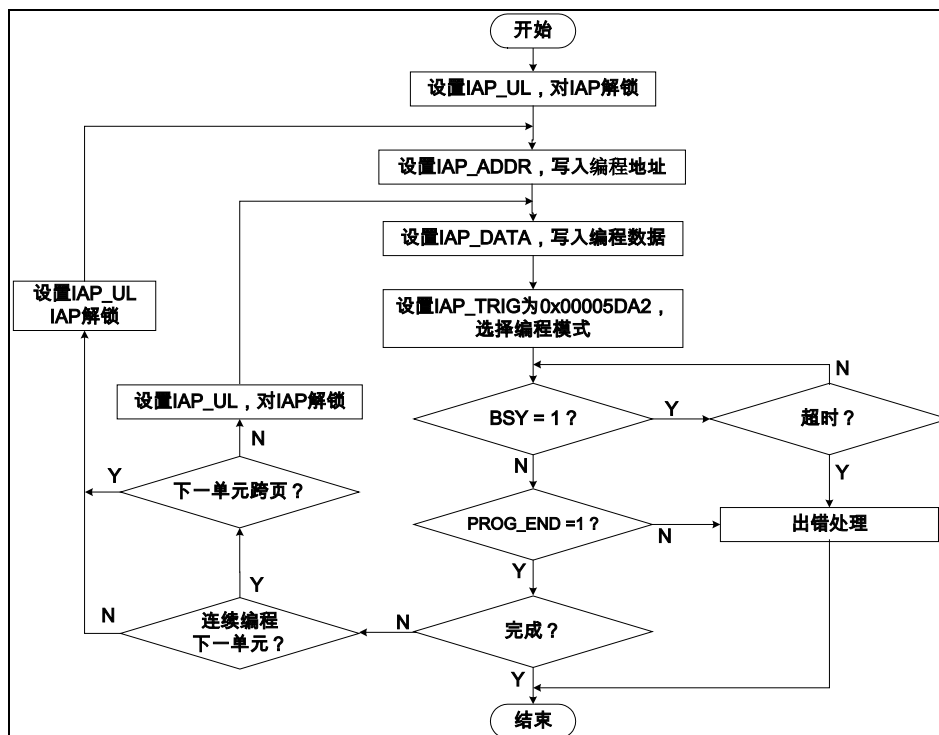 开始
设置IAP_UL，对IAP解锁
设置IAP_ADDR，写入编程地址
设置IAP_DATA，写入编程数据
设置IAP_UL
IAP解锁
设置IAP_TRIG为0x00005DA2，
选择编程模式
N
设置IAP_UL，对IAP解锁
BSY = 1？
Y
超时？
N
Y
下一单元跨页？
N
Y
PROG_END =1？
N
出错处理
Y
Y
N
连续编程
下一单元？
N
完成？
Y
结束